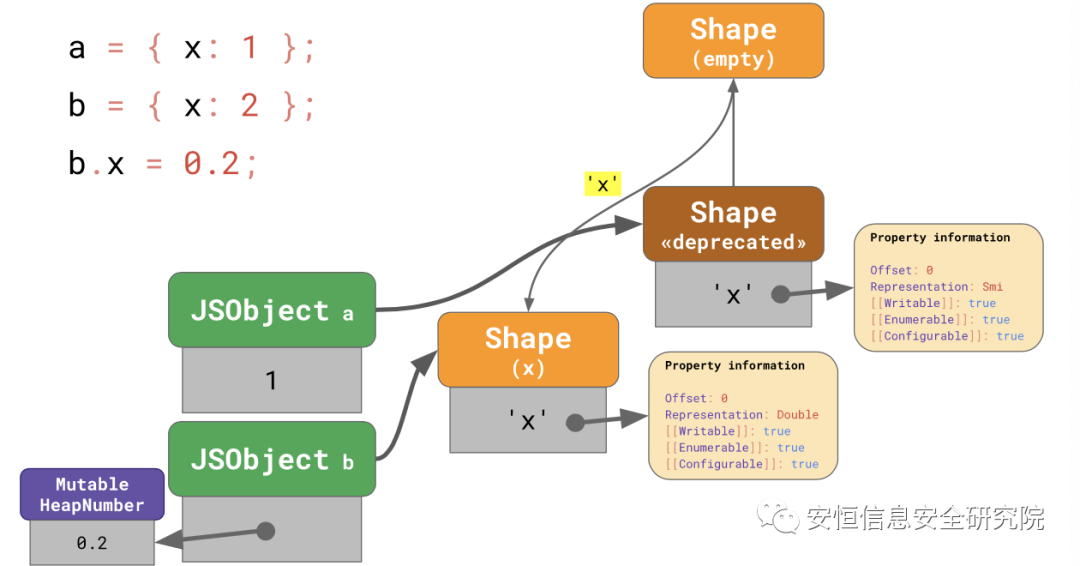 a = { x: 1 };
b = { x: 2 };
b.x = 0.2;
Shape
(empty)
'x'
Shape
«deprecated»
'x'
Property information
Offset: 0
Representation: Smi
[[Writable]]: true
[[Enumerable]]: true
[[Configurable]]: true
JSObject a
1
Shape
(x)
'x'
Property information
Offset: 0
Representation: Double
[[Writable]]: true
[[Enumerable]]: true
[[Configurable]]: true
JSObject b
Mutable
HeapNumber
0.2
安恒信息安全研究院